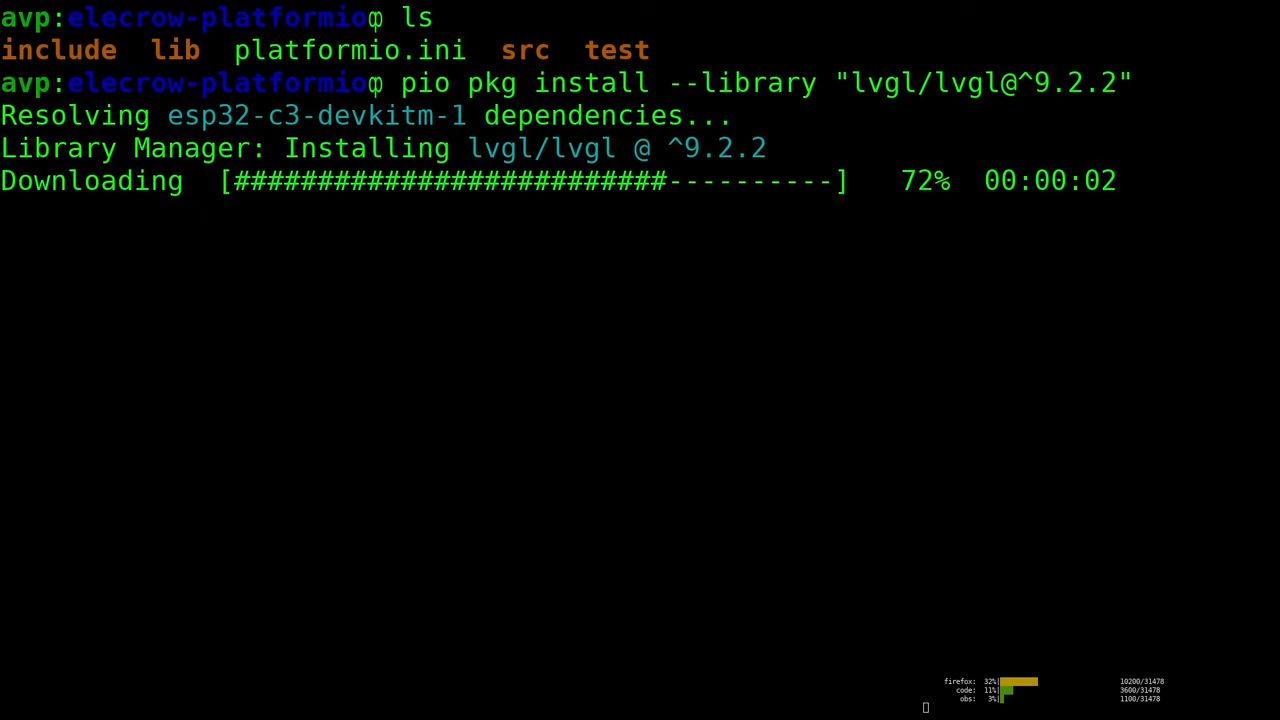 avp:elecrow-platformio@ ls
include  lib  platformio.ini  src  test
avp:elecrow-platformio@ pio pkg install --library "lvgl/lvgl@^9.2.2"
Resolving esp32-c3-devkitm-1 dependencies...
Library Manager: Installing lvgl/lvgl @ ^9.2.2
Downloading  [##########################----------]   72%  00:00:02
firefox:  32%| 10200/31478
code:  11%| 3600/31478
obs:   3%| 1100/31478